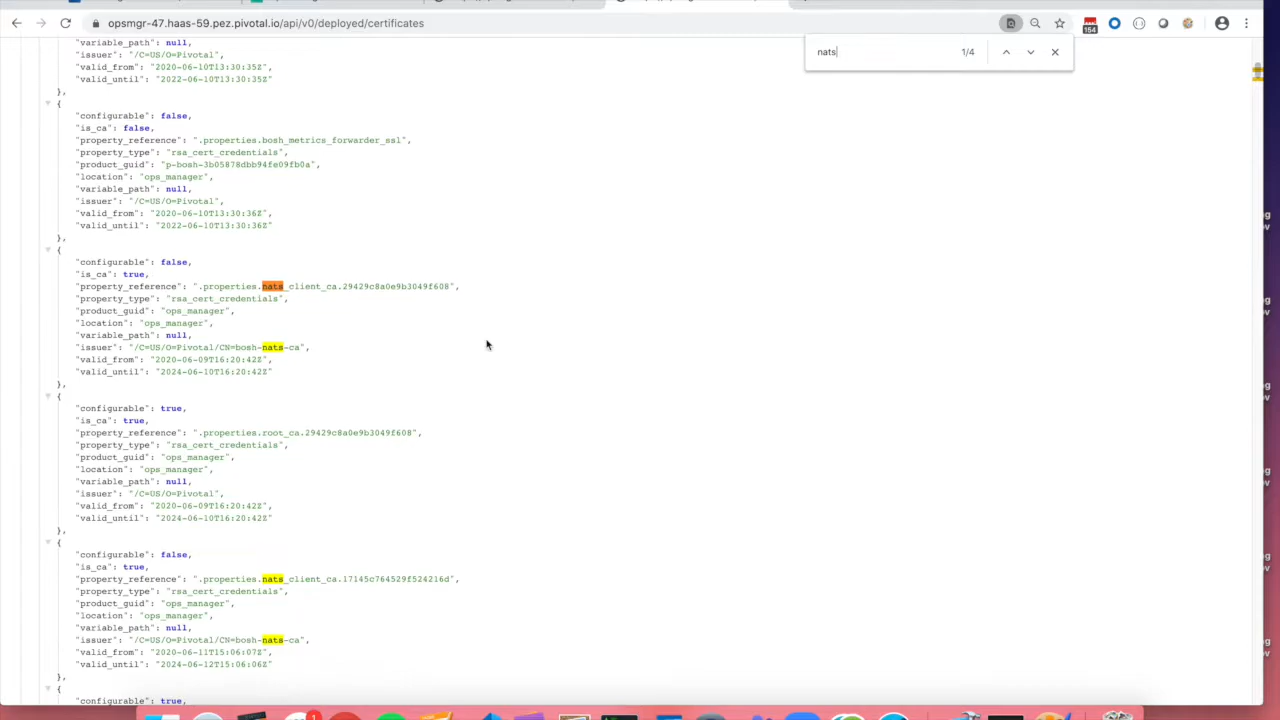 opsmgr-47.haas-59.pez.pivotal.io/api/v0/deployed/certificates
154
nats
1/4
"variable_path": null,
"issuer": "/C=US/O=Pivotal",
"valid_from": "2020-06-10T13:30:35Z",
"valid_until": "2022-06-10T13:30:35Z"
},
{
"configurable": false,
"is_ca": false,
"property_reference": ".properties.bosh_metrics_forwarder_ssl",
"property_type": "rsa_cert_credentials",
"product_guid": "p-bosh-3b05878dbb94fe09fb0a",
"location": "ops_manager",
"variable_path": null,
"issuer": "/C=US/O=Pivotal",
"valid_from": "2020-06-10T13:30:36Z",
"valid_until": "2022-06-10T13:30:36Z"
},
{
"configurable": false,
"is_ca": true,
"property_reference": ".properties.nats_client_ca.29429c8a0e9b3049f608",
"property_type": "rsa_cert_credentials",
"product_guid": "ops_manager",
"location": "ops_manager",
"variable_path": null,
"issuer": "/C=US/O=Pivotal/CN=bosh-nats-ca",
"valid_from": "2020-06-09T16:20:42Z",
"valid_until": "2024-06-10T16:20:42Z"
},
{
"configurable": true,
"is_ca": true,
"property_reference": ".properties.root_ca.29429c8a0e9b3049f608",
"property_type": "rsa_cert_credentials",
"product_guid": "ops_manager",
"location": "ops_manager",
"variable_path": null,
"issuer": "/C=US/O=Pivotal",
"valid_from": "2020-06-09T16:20:42Z",
"valid_until": "2024-06-10T16:20:42Z"
},
{
"configurable": false,
"is_ca": true,
"property_reference": ".properties.nats_client_ca.17145c764529f524216d",
"property_type": "rsa_cert_credentials",
"product_guid": "ops_manager",
"location": "ops_manager",
"variable_path": null,
"issuer": "/C=US/O=Pivotal/CN=bosh-nats-ca",
"valid_from": "2020-06-11T15:06:07Z",
"valid_until": "2024-06-12T15:06:06Z"
},
{
"configurable": true,